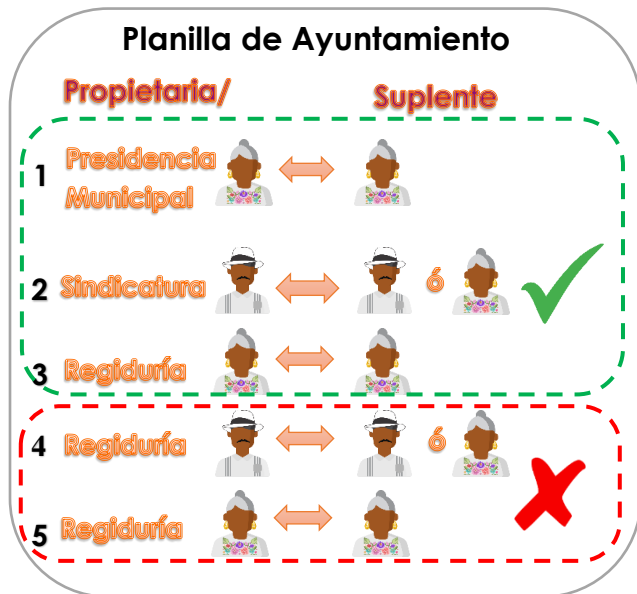 Planilla de Ayuntamiento
Propietaria/ Suplente
1 Presidencia
Municipal
2 Sindicatura ó
3 Regiduría
4 Regiduría ó
5 Regiduría